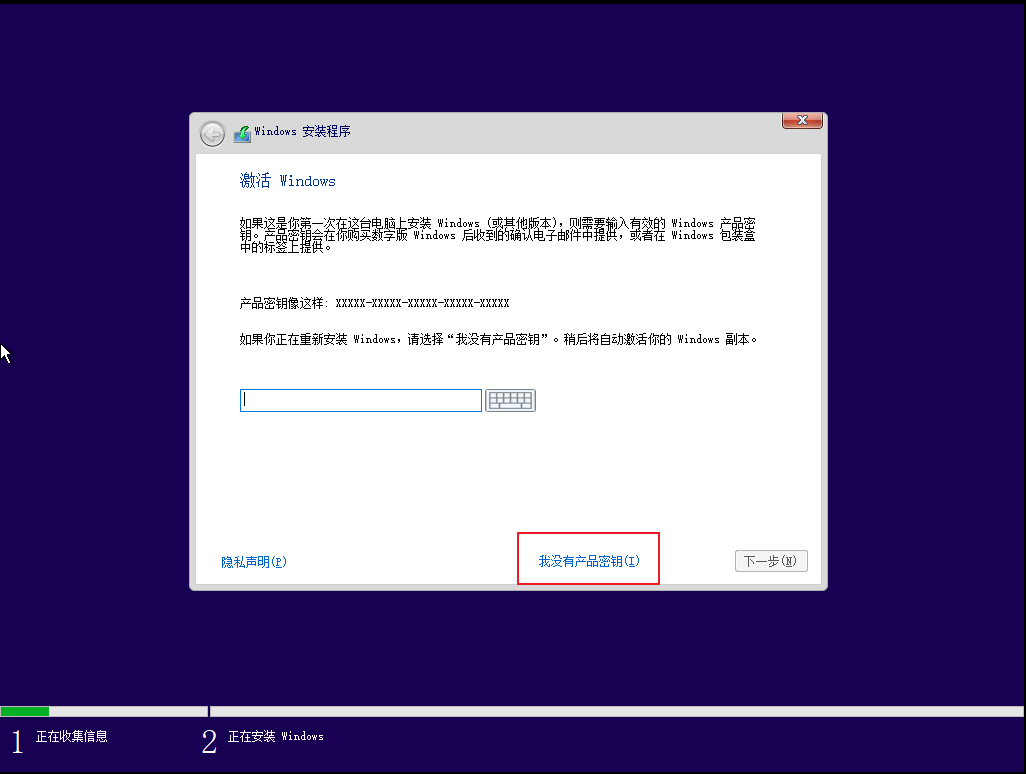 Windows 安装程序
激活 Windows
如果这是你第一次在这台电脑上安装 Windows (或其他版本)，则需要输入有效的 Windows 产品密
钥。产品密钥会在你购买数字版 Windows 后收到的确认电子邮件中提供，或者在 Windows 包装盒
中的标签上提供。
产品密钥像这样: XXXXX-XXXXX-XXXXX-XXXXX-XXXXX
如果你正在重新安装 Windows，请选择“我没有产品密钥”。稍后将自动激活你的 Windows 副本。
隐私声明(P)
我没有产品密钥(I)
下一步(N)
1 正在收集信息
2 正在安装 Windows